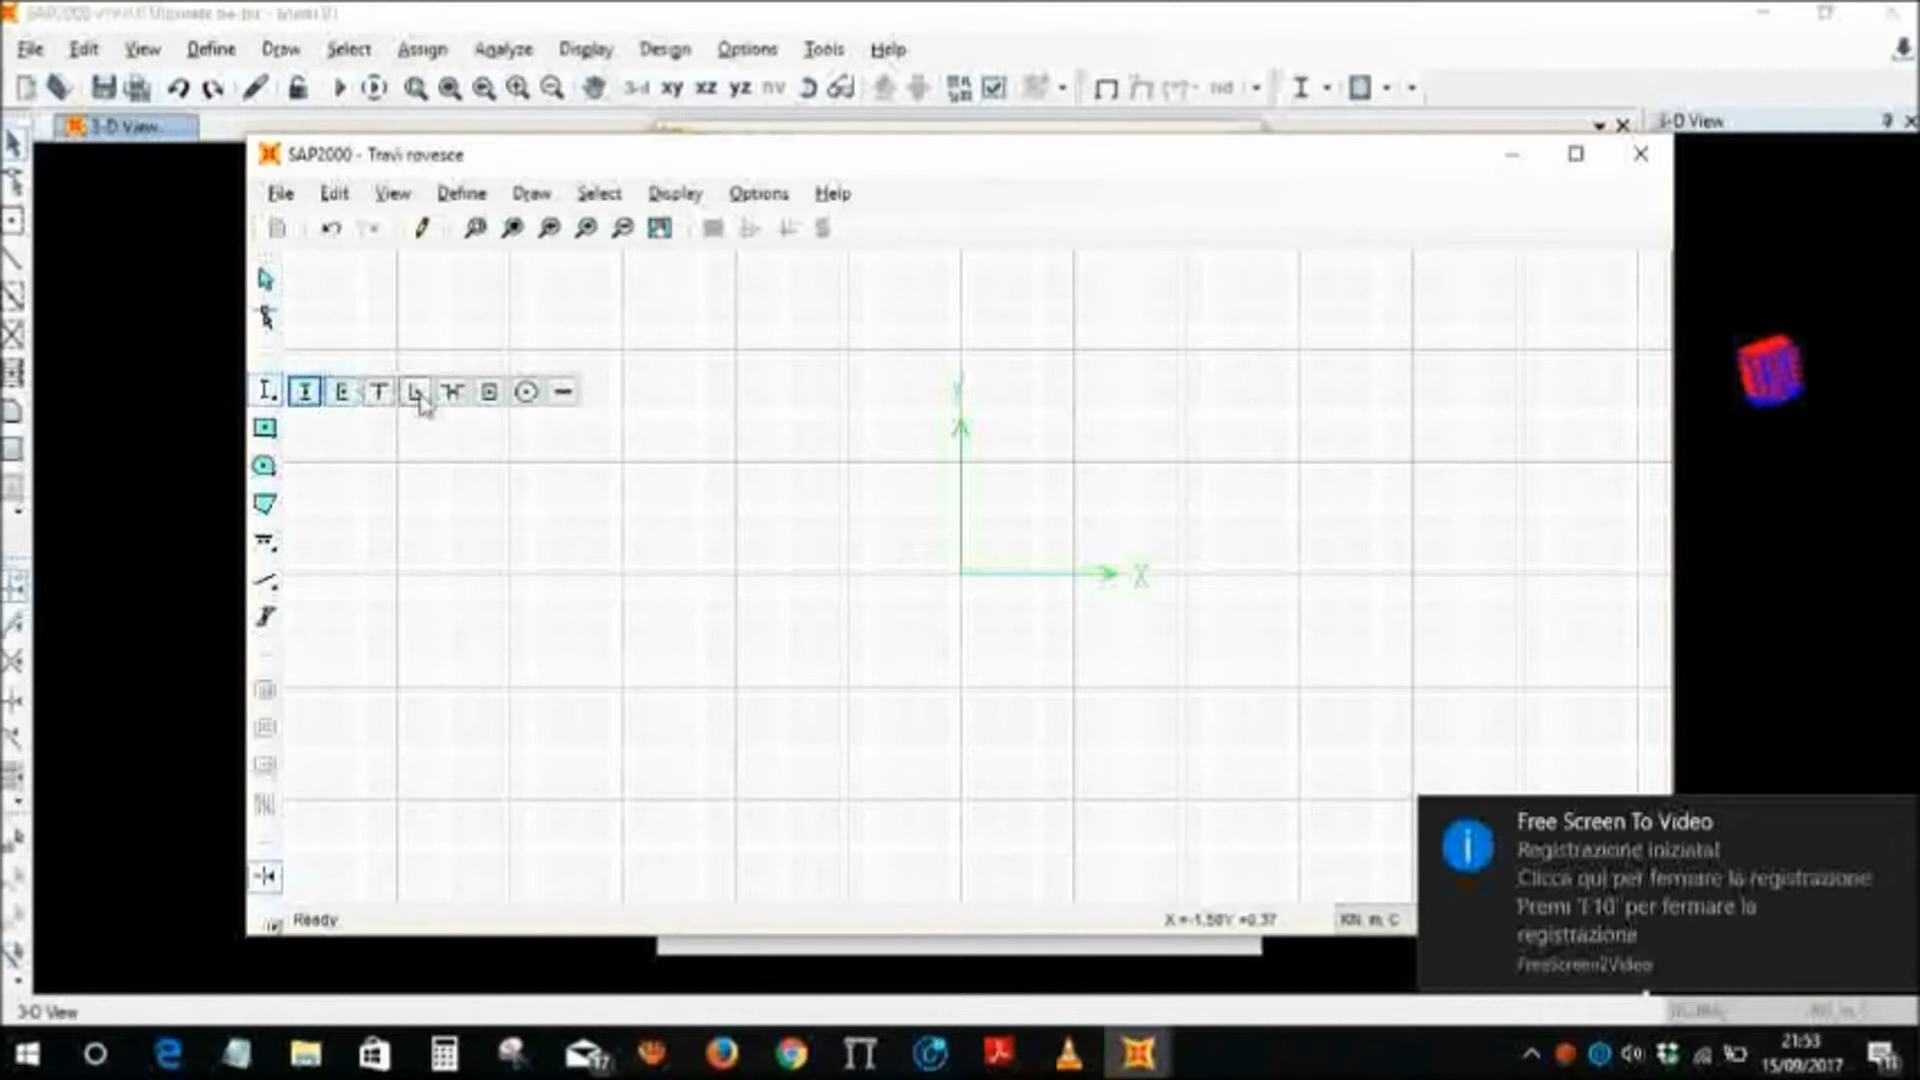 File Edit View Define Draw Select Assign Analyze Display Design Options Tools Help
3-d xy xz yz nv
3-D View
3-D View
SAP2000 - Travi rovesce
File Edit View Define Draw Select Display Options Help
Y
X
Ready
KN, m, C
Free Screen To Video
Registrazione iniziata!
Clicca qui per fermare la registrazione
Premi 'F10' per fermare la
registrazione
FreeScreen2Video
3-D View
17
21:53
15/09/2017